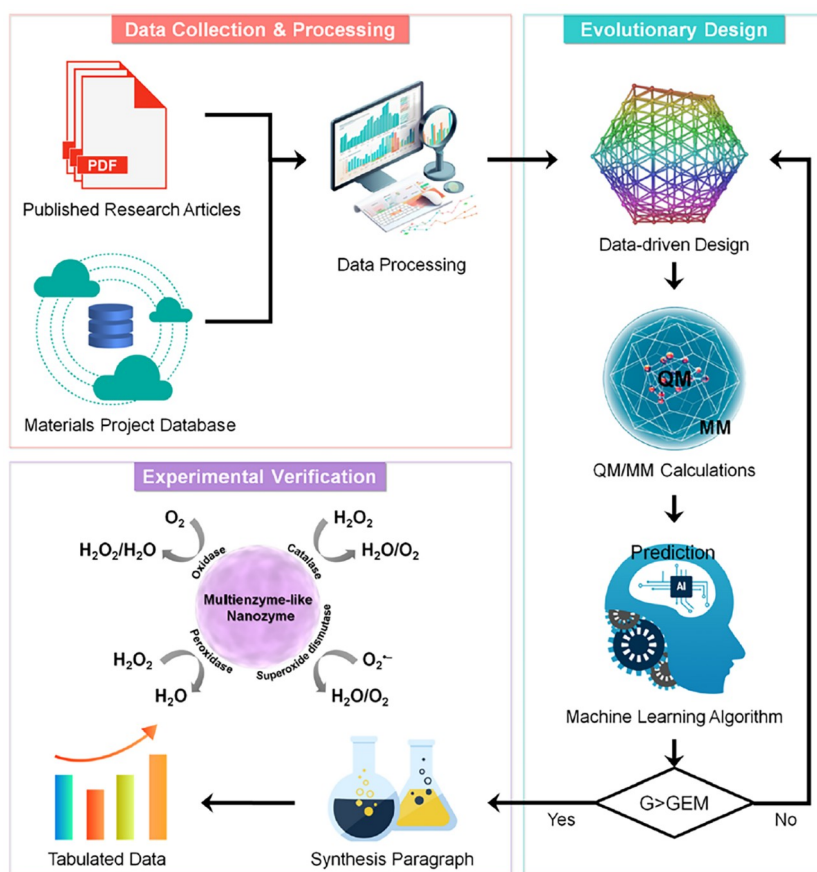 Data Collection & Processing
PDF
Published Research Articles
Data Processing
Materials Project Database
Evolutionary Design
Data-driven Design
QM
MM
QM/MM Calculations
Prediction
AI
Machine Learning Algorithm
G>GEM
Yes
No
Experimental Verification
O₂
H₂O₂/H₂O
Oxidase
H₂O₂
H₂O/O₂
Catalase
Multienzyme-like
Nanozyme
H₂O₂
H₂O
Peroxidase
O₂•−
H₂O/O₂
Superoxide dismutase
Tabulated Data
Synthesis Paragraph